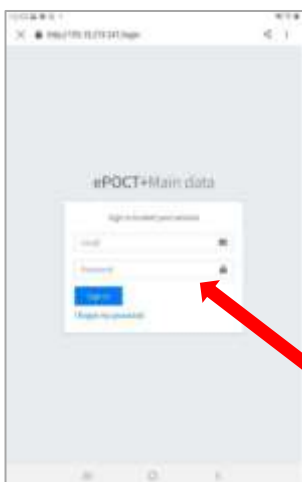 ePOCT+Main data
Sign in to start your session
Email
Password
Sign In
I forgot my password